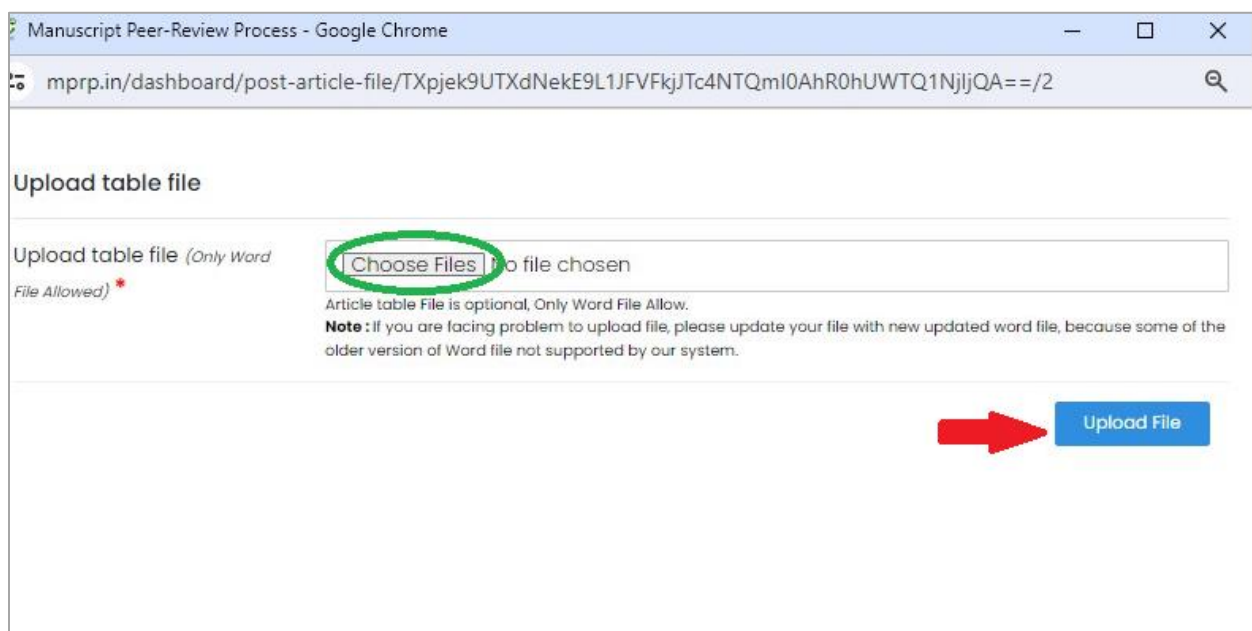 Manuscript Peer-Review Process - Google Chrome
mprp.in/dashboard/post-article-file/TXpjek9UTXdNekE9L1JFVFkjJTc4NTQmI0AhR0hUWTQ1NjljQA==/2
Upload table file
Upload table file (Only Word
File Allowed) *
Choose Files No file chosen
Article table File is optional, Only Word File Allow.
Note : If you are facing problem to upload file, please update your file with new updated word file, because some of the
older version of Word file not supported by our system.
Upload File